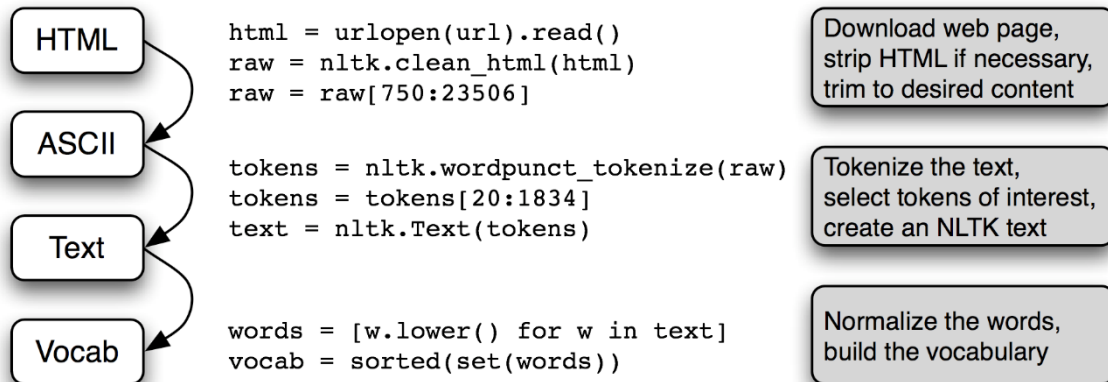 HTML
html = urlopen(url).read()
raw = nltk.clean_html(html)
raw = raw[750:23506]
Download web page,
strip HTML if necessary,
trim to desired content
ASCII
tokens = nltk.wordpunct_tokenize(raw)
tokens = tokens[20:1834]
text = nltk.Text(tokens)
Tokenize the text,
select tokens of interest,
create an NLTK text
Text
Vocab
words = [w.lower() for w in text]
vocab = sorted(set(words))
Normalize the words,
build the vocabulary